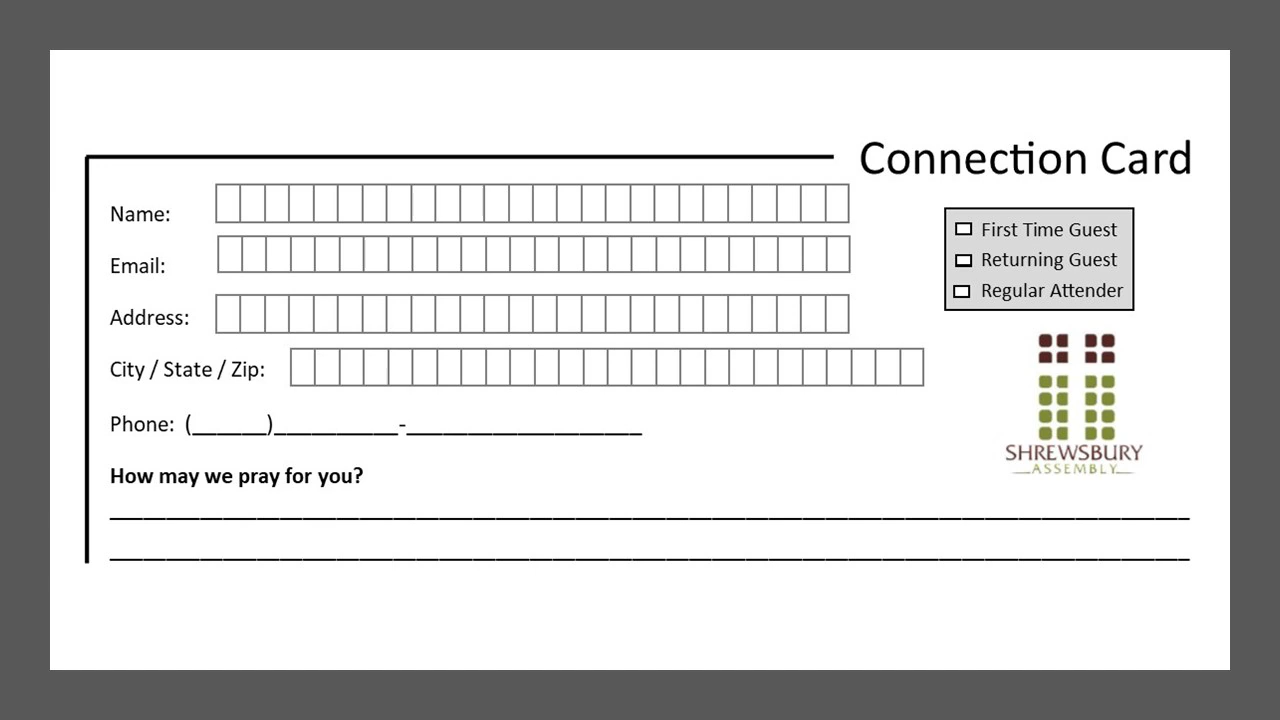 Connection Card
Name:
First Time Guest
Email:
Returning Guest
Regular Attender
Address:
City / State / Zip:
Phone: (______)__________-___________________
SHREWSBURY
ASSEMBLY
How may we pray for you?